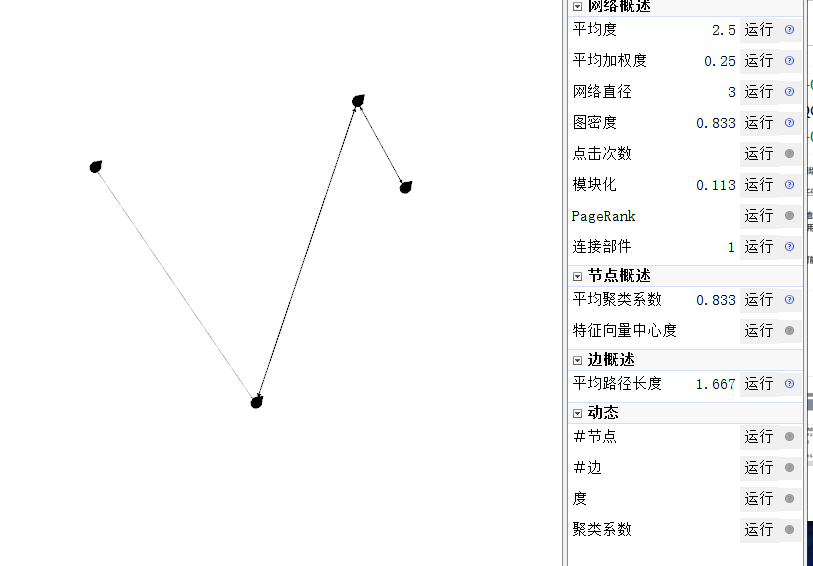 网络概述
平均度 2.5 运行
平均加权度 0.25 运行
网络直径 3 运行
图密度 0.833 运行
点击次数 运行
模块化 0.113 运行
PageRank 运行
连接部件 1 运行
节点概述
平均聚类系数 0.833 运行
特征向量中心度 运行
边概述
平均路径长度 1.667 运行
动态
#节点 运行
#边 运行
度 运行
聚类系数 运行